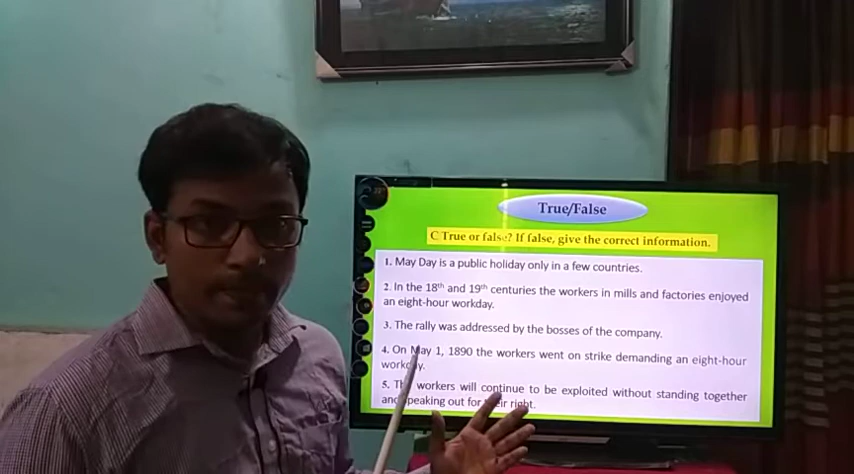 True/False
C True or false? If false, give the correct information.
1. May Day is a public holiday only in a few countries.
2. In the 18th and 19th centuries the workers in mills and factories enjoyed
an eight-hour workday.
3. The rally was addressed by the bosses of the company.
4. On May 1, 1890 the workers went on strike demanding an eight-hour
workday.
5. The workers will continue to be exploited without standing together
and speaking out for their right.